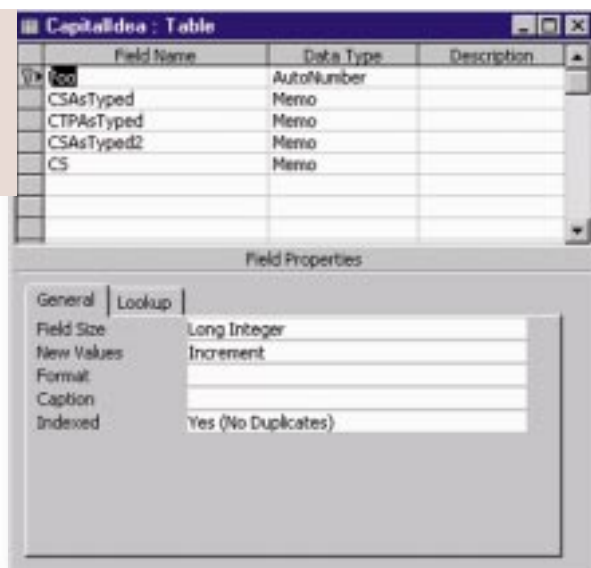 CapitalIdea : Table
Field Name Data Type Description
Foo AutoNumber
CSAsTyped Memo
CTPAsTyped Memo
CSAsTyped2 Memo
CS Memo
Field Properties
General Lookup
Field Size Long Integer
New Values Increment
Format
Caption
Indexed Yes (No Duplicates)